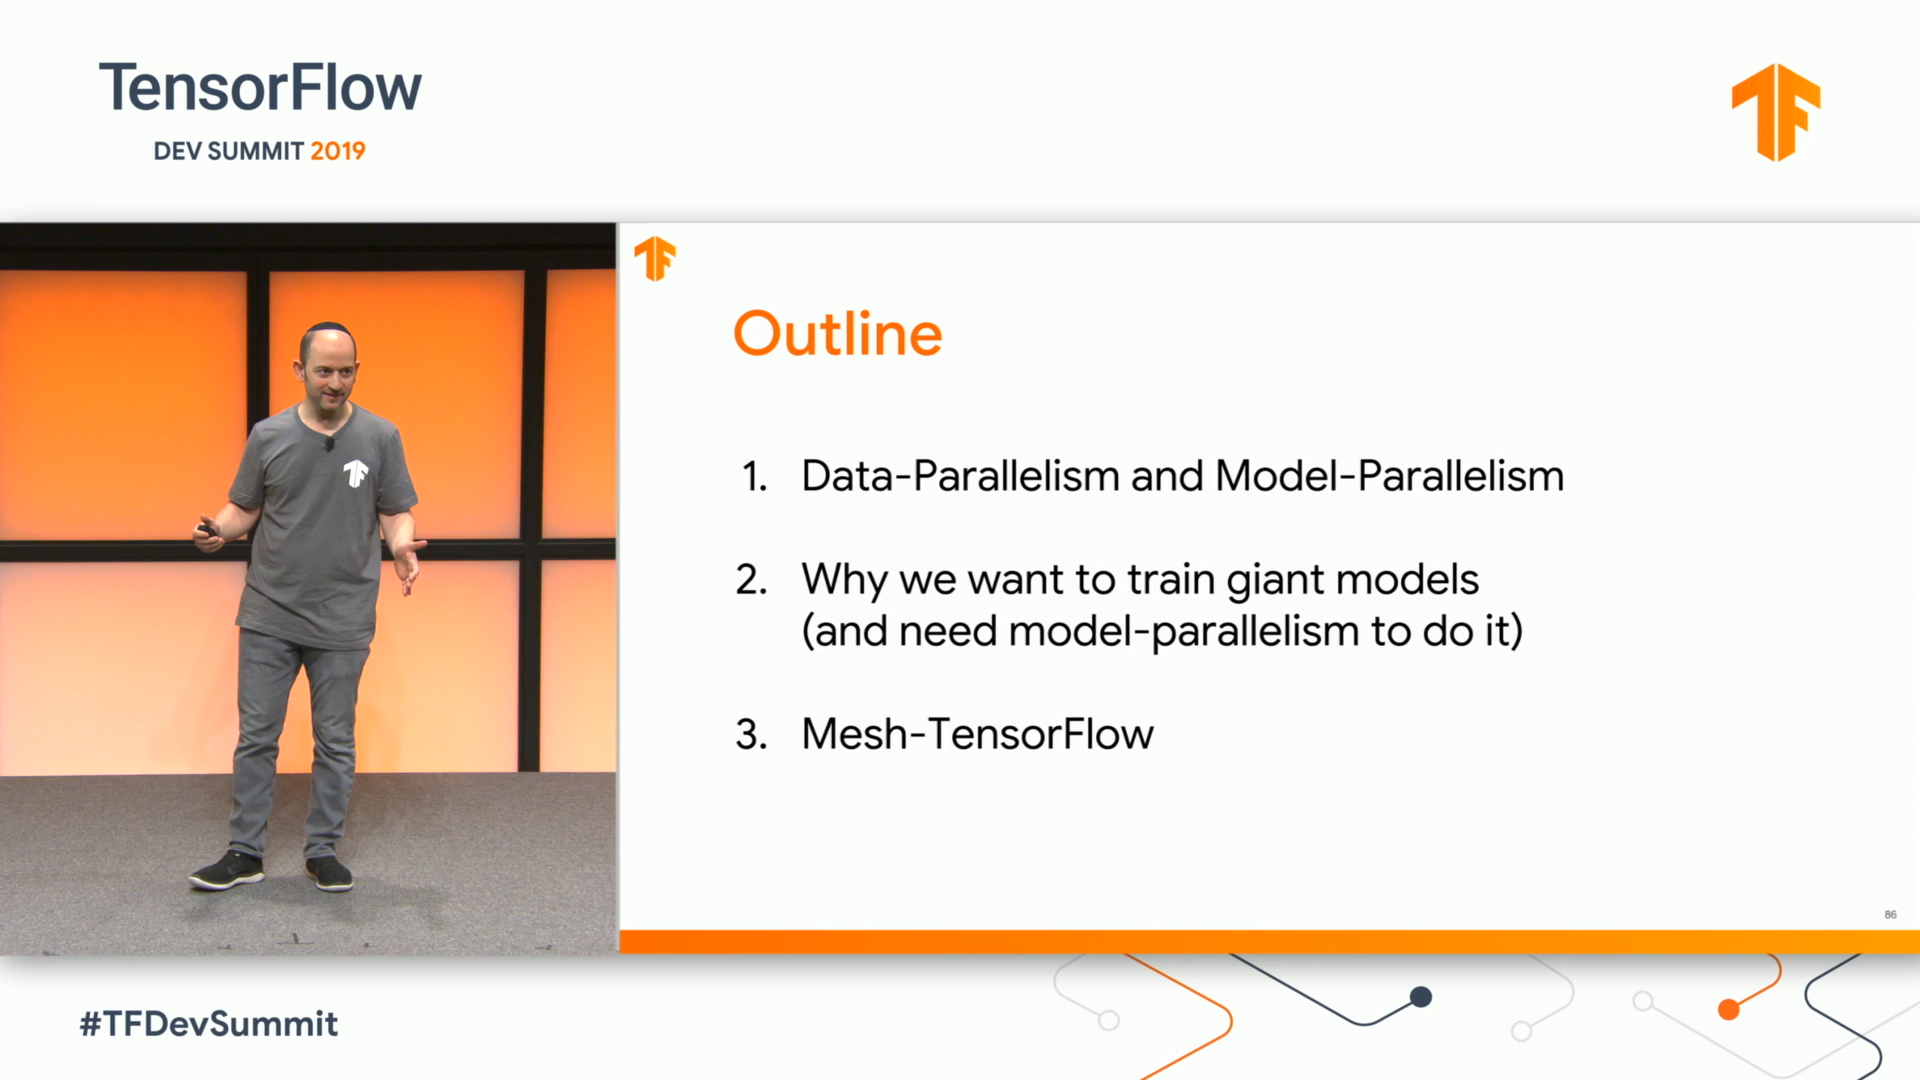 TensorFlow
DEV SUMMIT 2019
Outline
1. Data-Parallelism and Model-Parallelism
2. Why we want to train giant models
(and need model-parallelism to do it)
3. Mesh-TensorFlow
86
#TFDevSummit